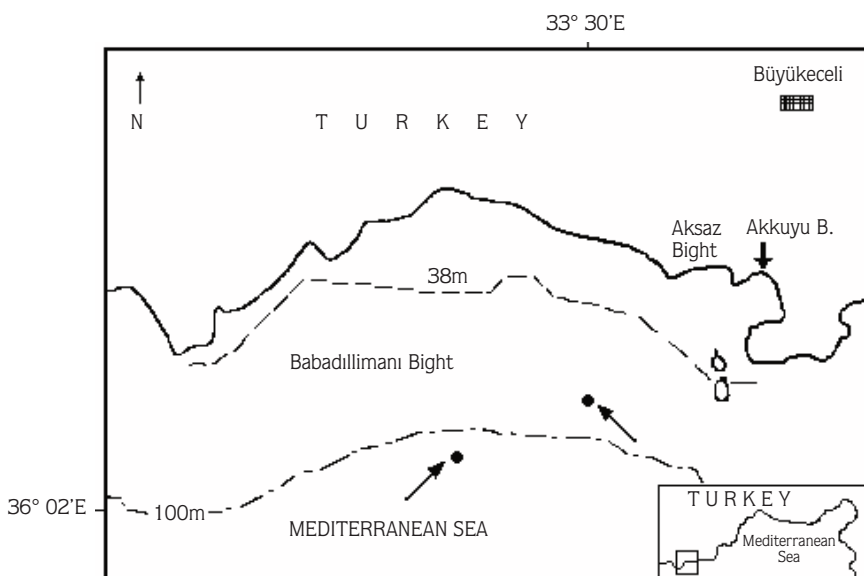 33° 30'E
Büyükeceli
N
T U R K E Y
Aksaz
Bight
Akkuyu B.
38m
Babadıllimanı Bight
36° 02'E
100m
MEDITERRANEAN SEA
TURKEY
Mediterranean
Sea